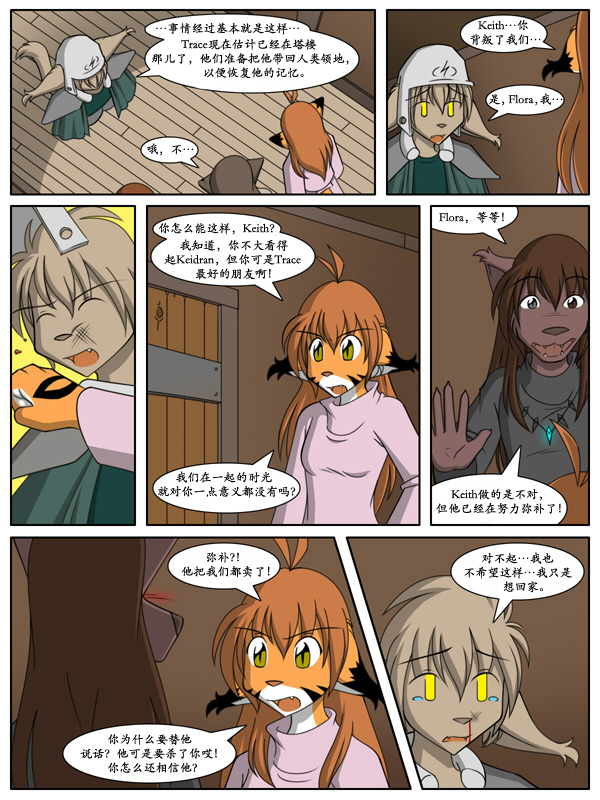 …事情经过基本就是这样…
Trace现在估计已经在塔楼
那儿了，他们准备把他带回人类领地，
以便恢复他的记忆。
哦，不…
Keith…你
背叛了我们…
是，Flora，我…
你怎么能这样，Keith？
我知道，你不大看得
起Keidran，但你可是Trace
最好的朋友啊！
我们在一起的时光
就对你一点意义都没有吗？
Flora，等等！
Keith做的是不对，
但他已经在努力弥补了！
弥补？！
他把我们都卖了！
你为什么要替他
说话？他可是要杀了你哎！
你怎么还相信他？
对不起…我也
不希望这样…我只是
想回家。